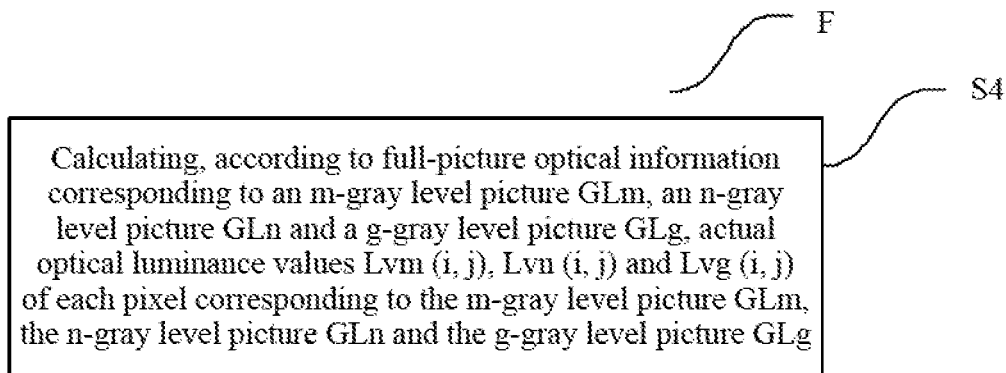 F
S4
Calculating, according to full-picture optical information
corresponding to an m-gray level picture GLm, an n-gray
level picture GLn and a g-gray level picture GLg, actual
optical luminance values Lvm (i, j), Lvn (i, j) and Lvg (i, j)
of each pixel corresponding to the m-gray level picture GLm,
the n-gray level picture GLn and the g-gray level picture GLg